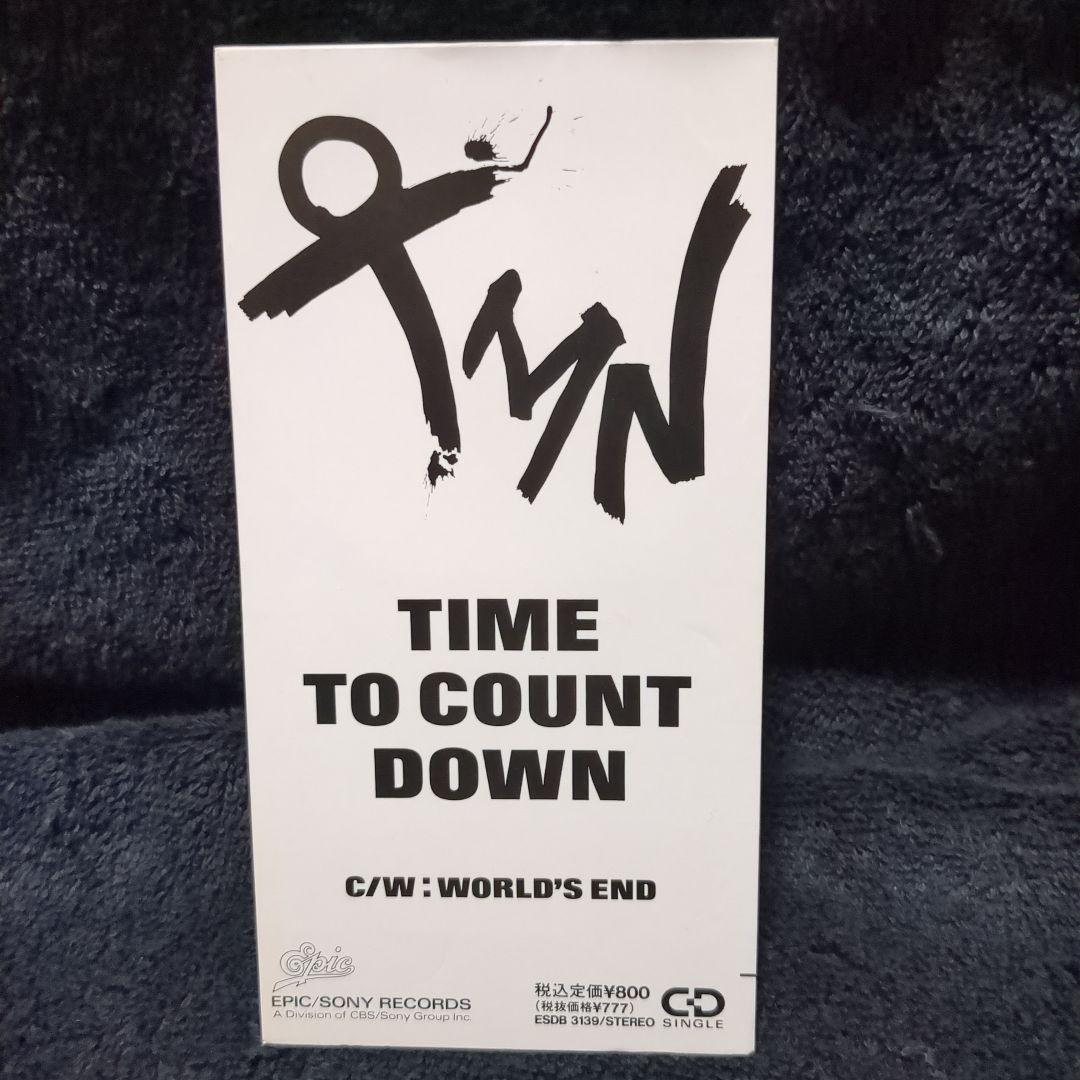 TMN
TIME
TO COUNT
DOWN
C/W : WORLD'S END
Epic
EPIC/SONY RECORDS
A Division of CBS/Sony Group Inc.
税込定価¥800
(税抜価格¥777)
ESDB 3139/STEREO
CD
SINGLE